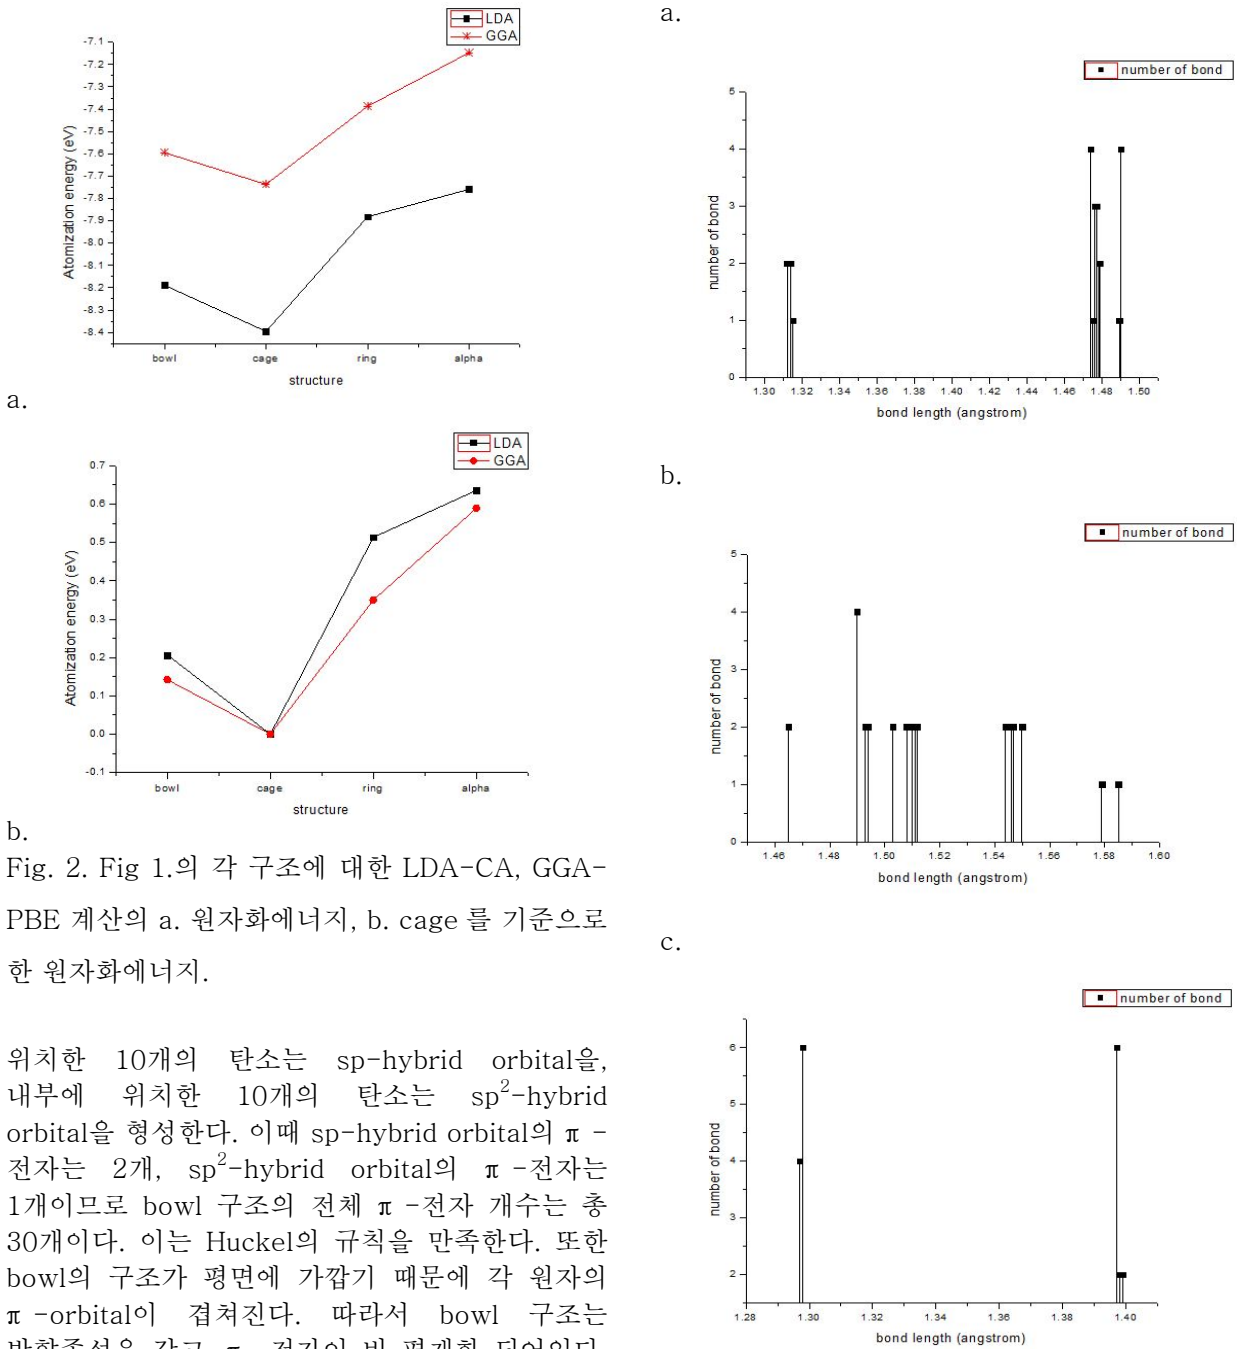 LDA
GGA
-7.1
-7.2
-7.3
-7.4
-7.5
-7.6
-7.7
-7.8
-7.9
-8.0
-8.1
-8.2
-8.3
-8.4
Atomization energy (eV)
bowl cage ring alpha
structure
a.
LDA
GGA
0.7
0.6
0.5
0.4
0.3
0.2
0.1
0.0
-0.1
Atomization energy (eV)
bowl cage ring alpha
structure
b.
Fig. 2. Fig 1.의 각 구조에 대한 LDA-CA, GGA-
PBE 계산의 a. 원자화에너지, b. cage 를 기준으로
한 원자화에너지.
위치한 10개의 탄소는 sp-hybrid orbital을,
내부에 위치한 10개의 탄소는 sp²-hybrid
orbital을 형성한다. 이때 sp-hybrid orbital의 π -
전자는 2개, sp²-hybrid orbital의 π -전자는
1개이므로 bowl 구조의 전체 π -전자 개수는 총
30개이다. 이는 Huckel의 규칙을 만족한다. 또한
bowl의 구조가 평면에 가깝기 때문에 각 원자의
π -orbital이 겹쳐진다. 따라서 bowl 구조는
a.
number of bond
5
4
3
2
1
0
number of bond
1.30 1.32 1.34 1.36 1.38 1.40 1.42 1.44 1.46 1.48 1.50
bond length (angstrom)
b.
number of bond
5
4
3
2
1
0
number of bond
1.46 1.48 1.50 1.52 1.54 1.56 1.58 1.60
bond length (angstrom)
c.
number of bond
6
5
4
3
2
number of bond
1.28 1.30 1.32 1.34 1.36 1.38 1.40
bond length (angstrom)